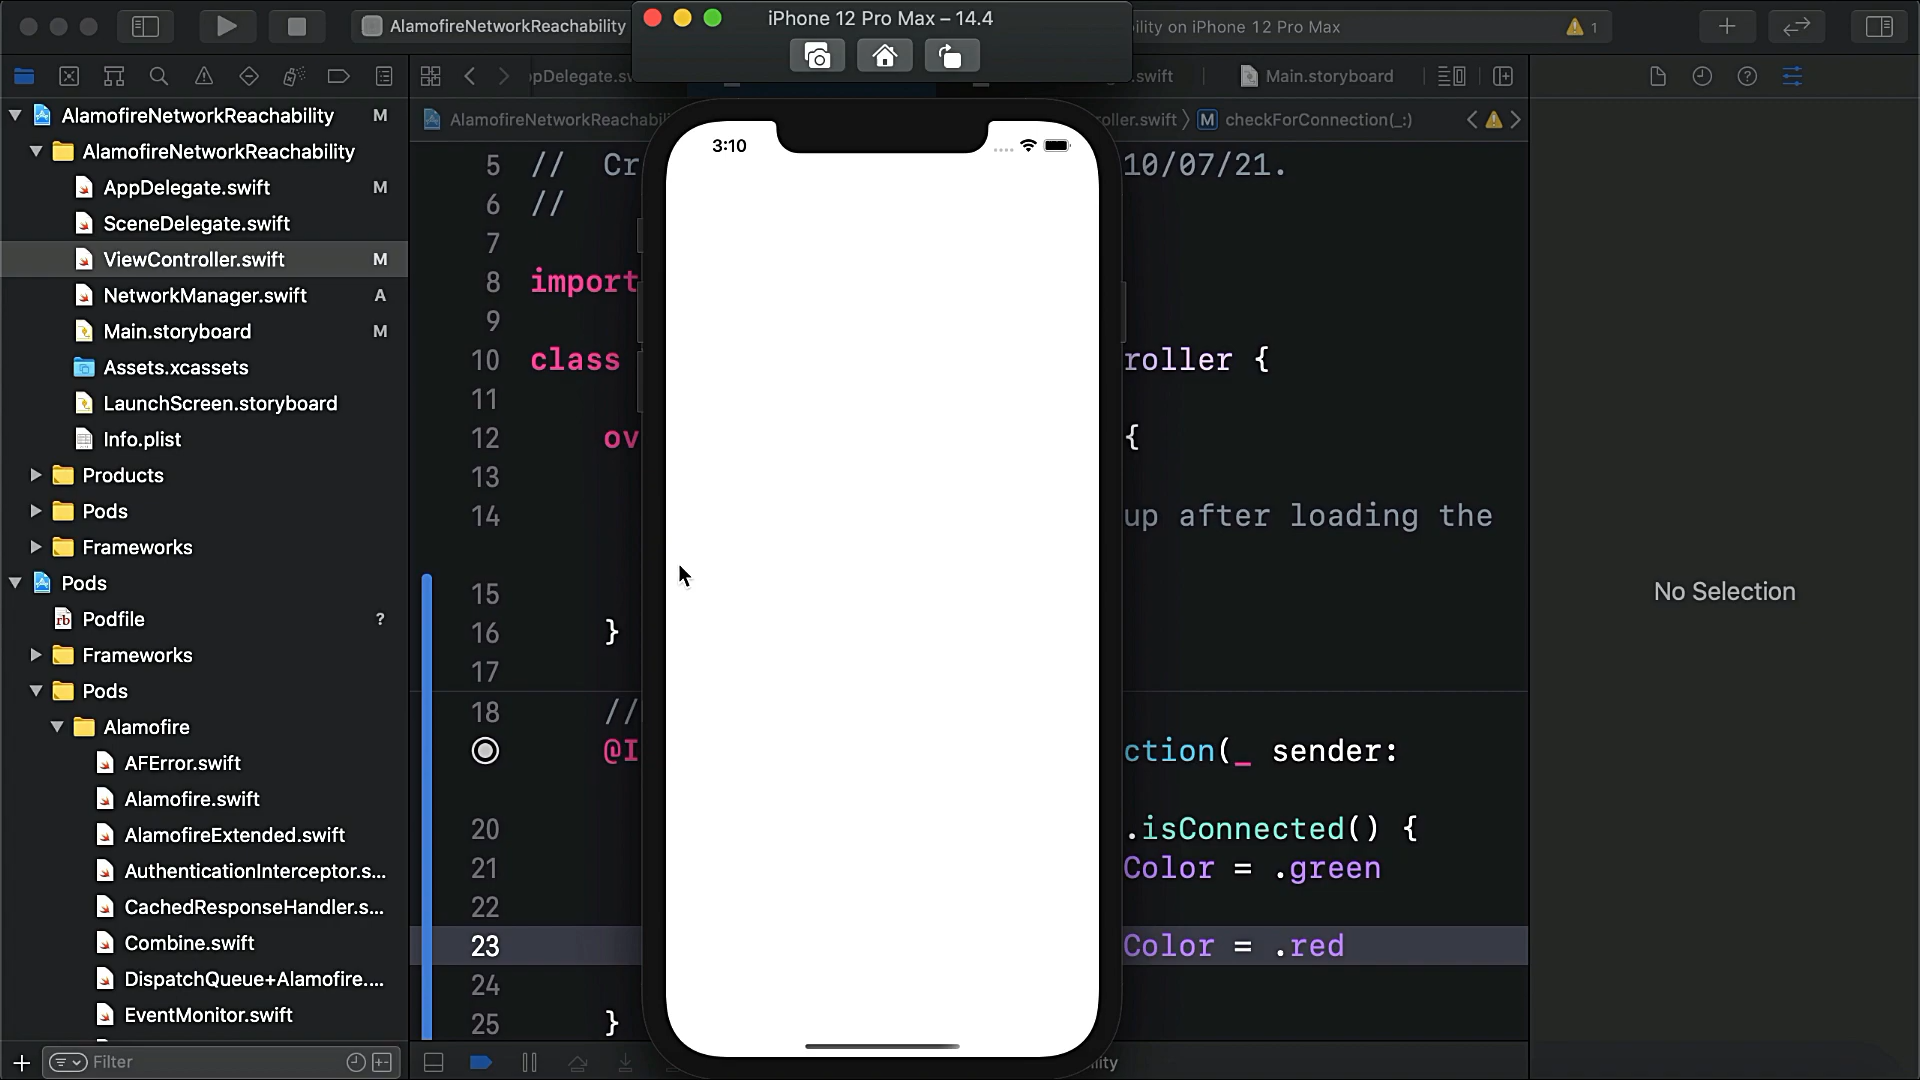 AlamofireNetworkReachability
iPhone 12 Pro Max – 14.4
ility on iPhone 12 Pro Max
1
ppDelegate.sw
.swift
Main.storyboard
AlamofireNetworkReachability
M
AlamofireNetworkReachabili
roller.swift
M
checkForConnection(_:)
AlamofireNetworkReachability
AppDelegate.swift
M
SceneDelegate.swift
ViewController.swift
M
NetworkManager.swift
A
Main.storyboard
M
Assets.xcassets
LaunchScreen.storyboard
Info.plist
Products
Pods
Frameworks
Pods
Podfile
?
Frameworks
Pods
Alamofire
AFError.swift
Alamofire.swift
AlamofireExtended.swift
AuthenticationInterceptor.s...
CachedResponseHandler.s...
Combine.swift
DispatchQueue+Alamofire....
EventMonitor.swift
Filter
3:10
5 // Cr 10/07/21.
6 //
7
8 import
9
10 class roller {
11
12 ov {
13
14 up after loading the
15
16 }
17
18 //
@I ction(_ sender:
20 .isConnected() {
21 Color = .green
22
23 Color = .red
24
25 }
ility
No Selection